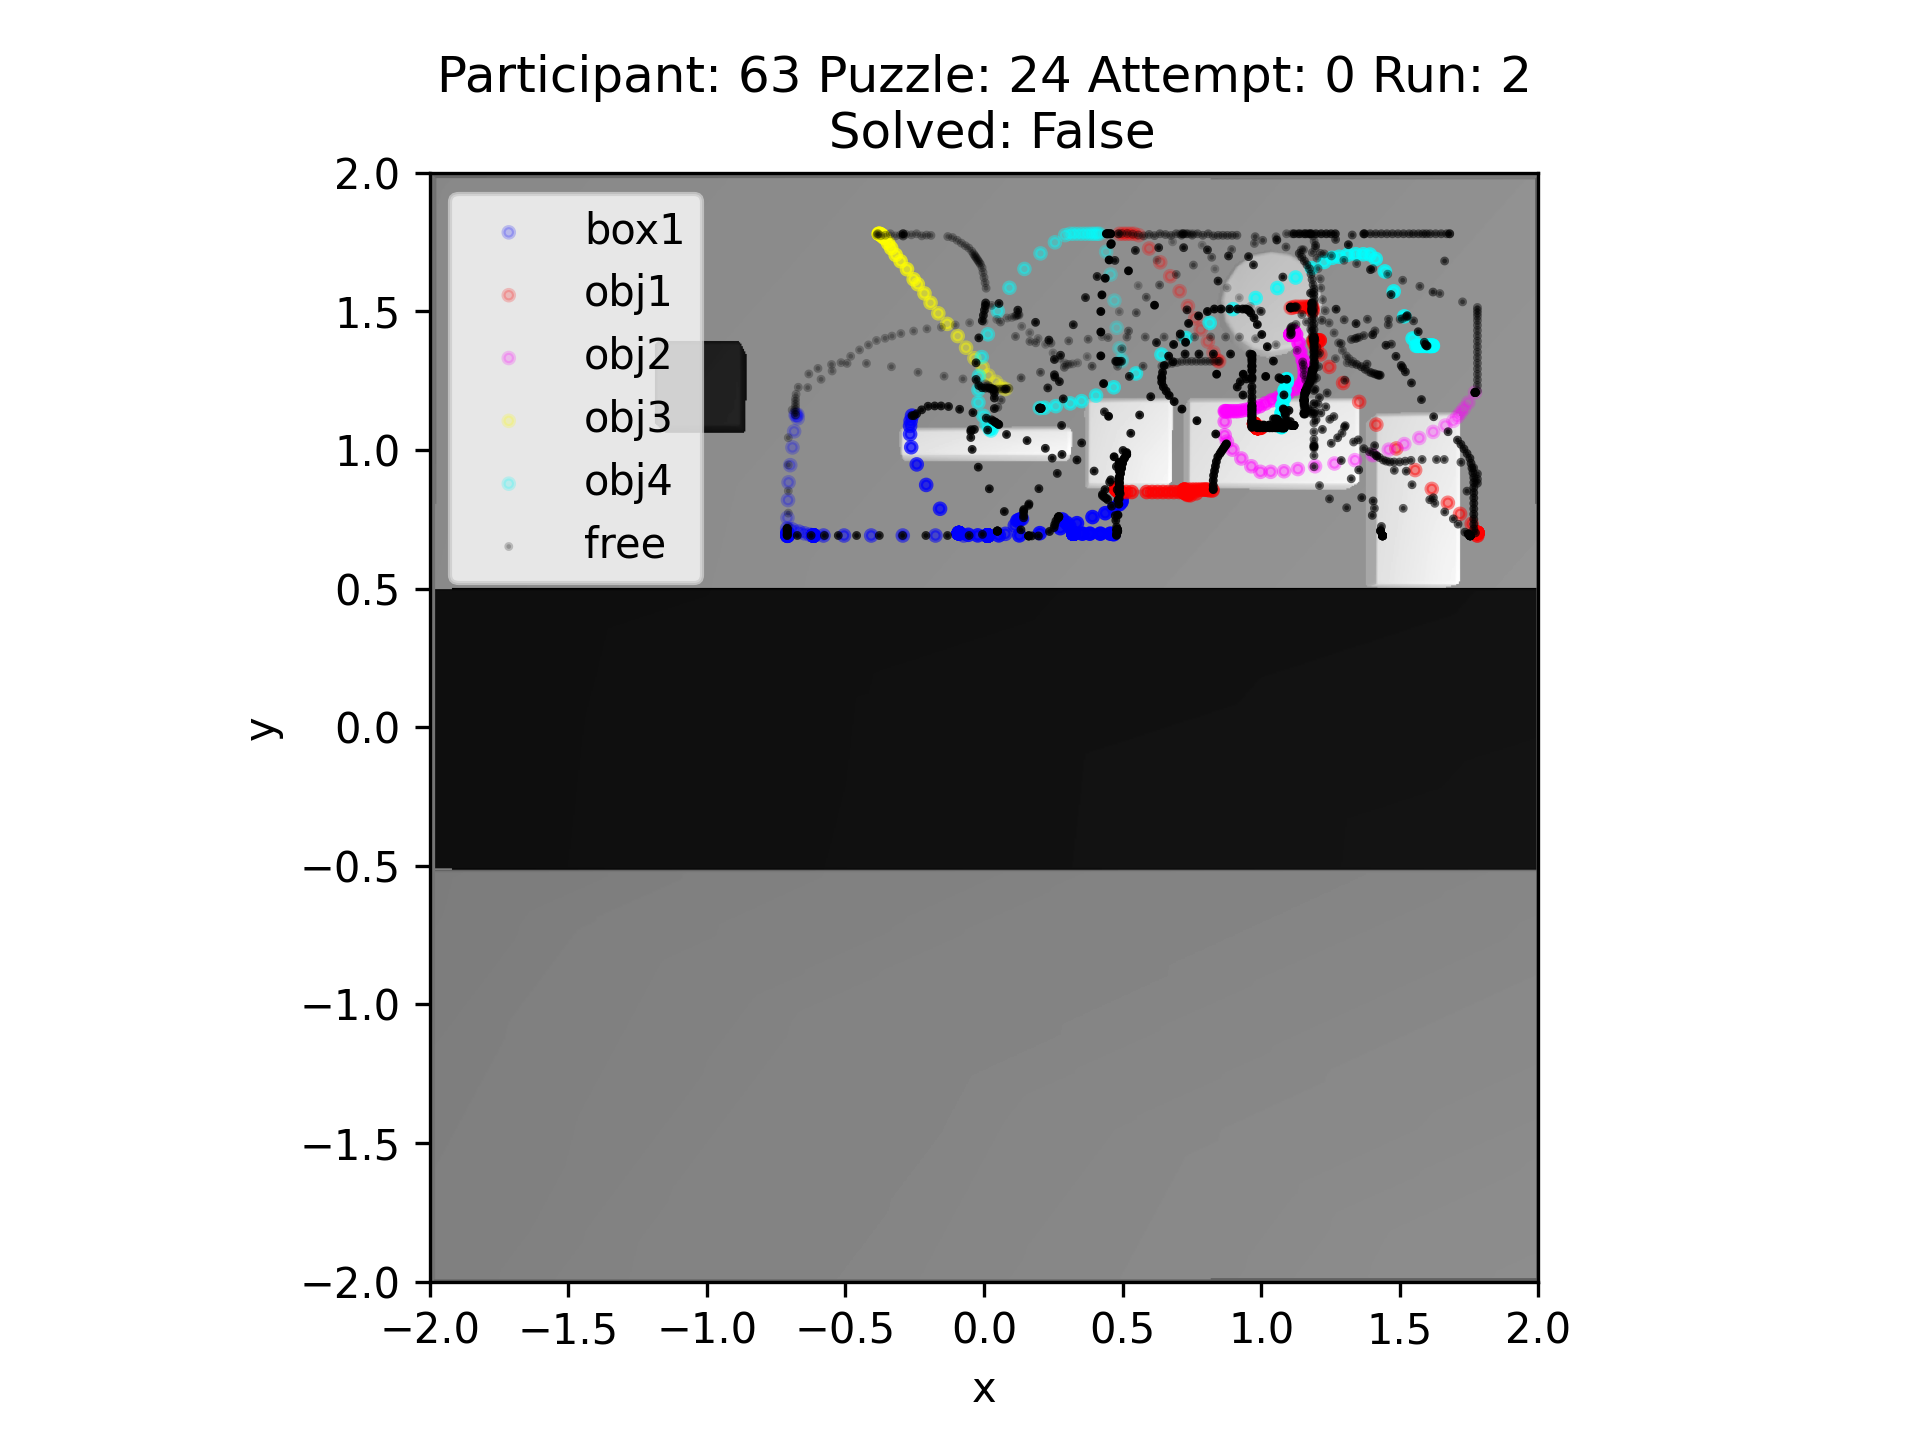 Participant: 63 Puzzle: 24 Attempt: 0 Run: 2
Solved: False
2.0
1.5
1.0
0.5
0.0
−0.5
−1.0
−1.5
−2.0
y
box1
obj1
obj2
obj3
obj4
free
−2.0 −1.5 −1.0 −0.5 0.0 0.5 1.0 1.5 2.0
x